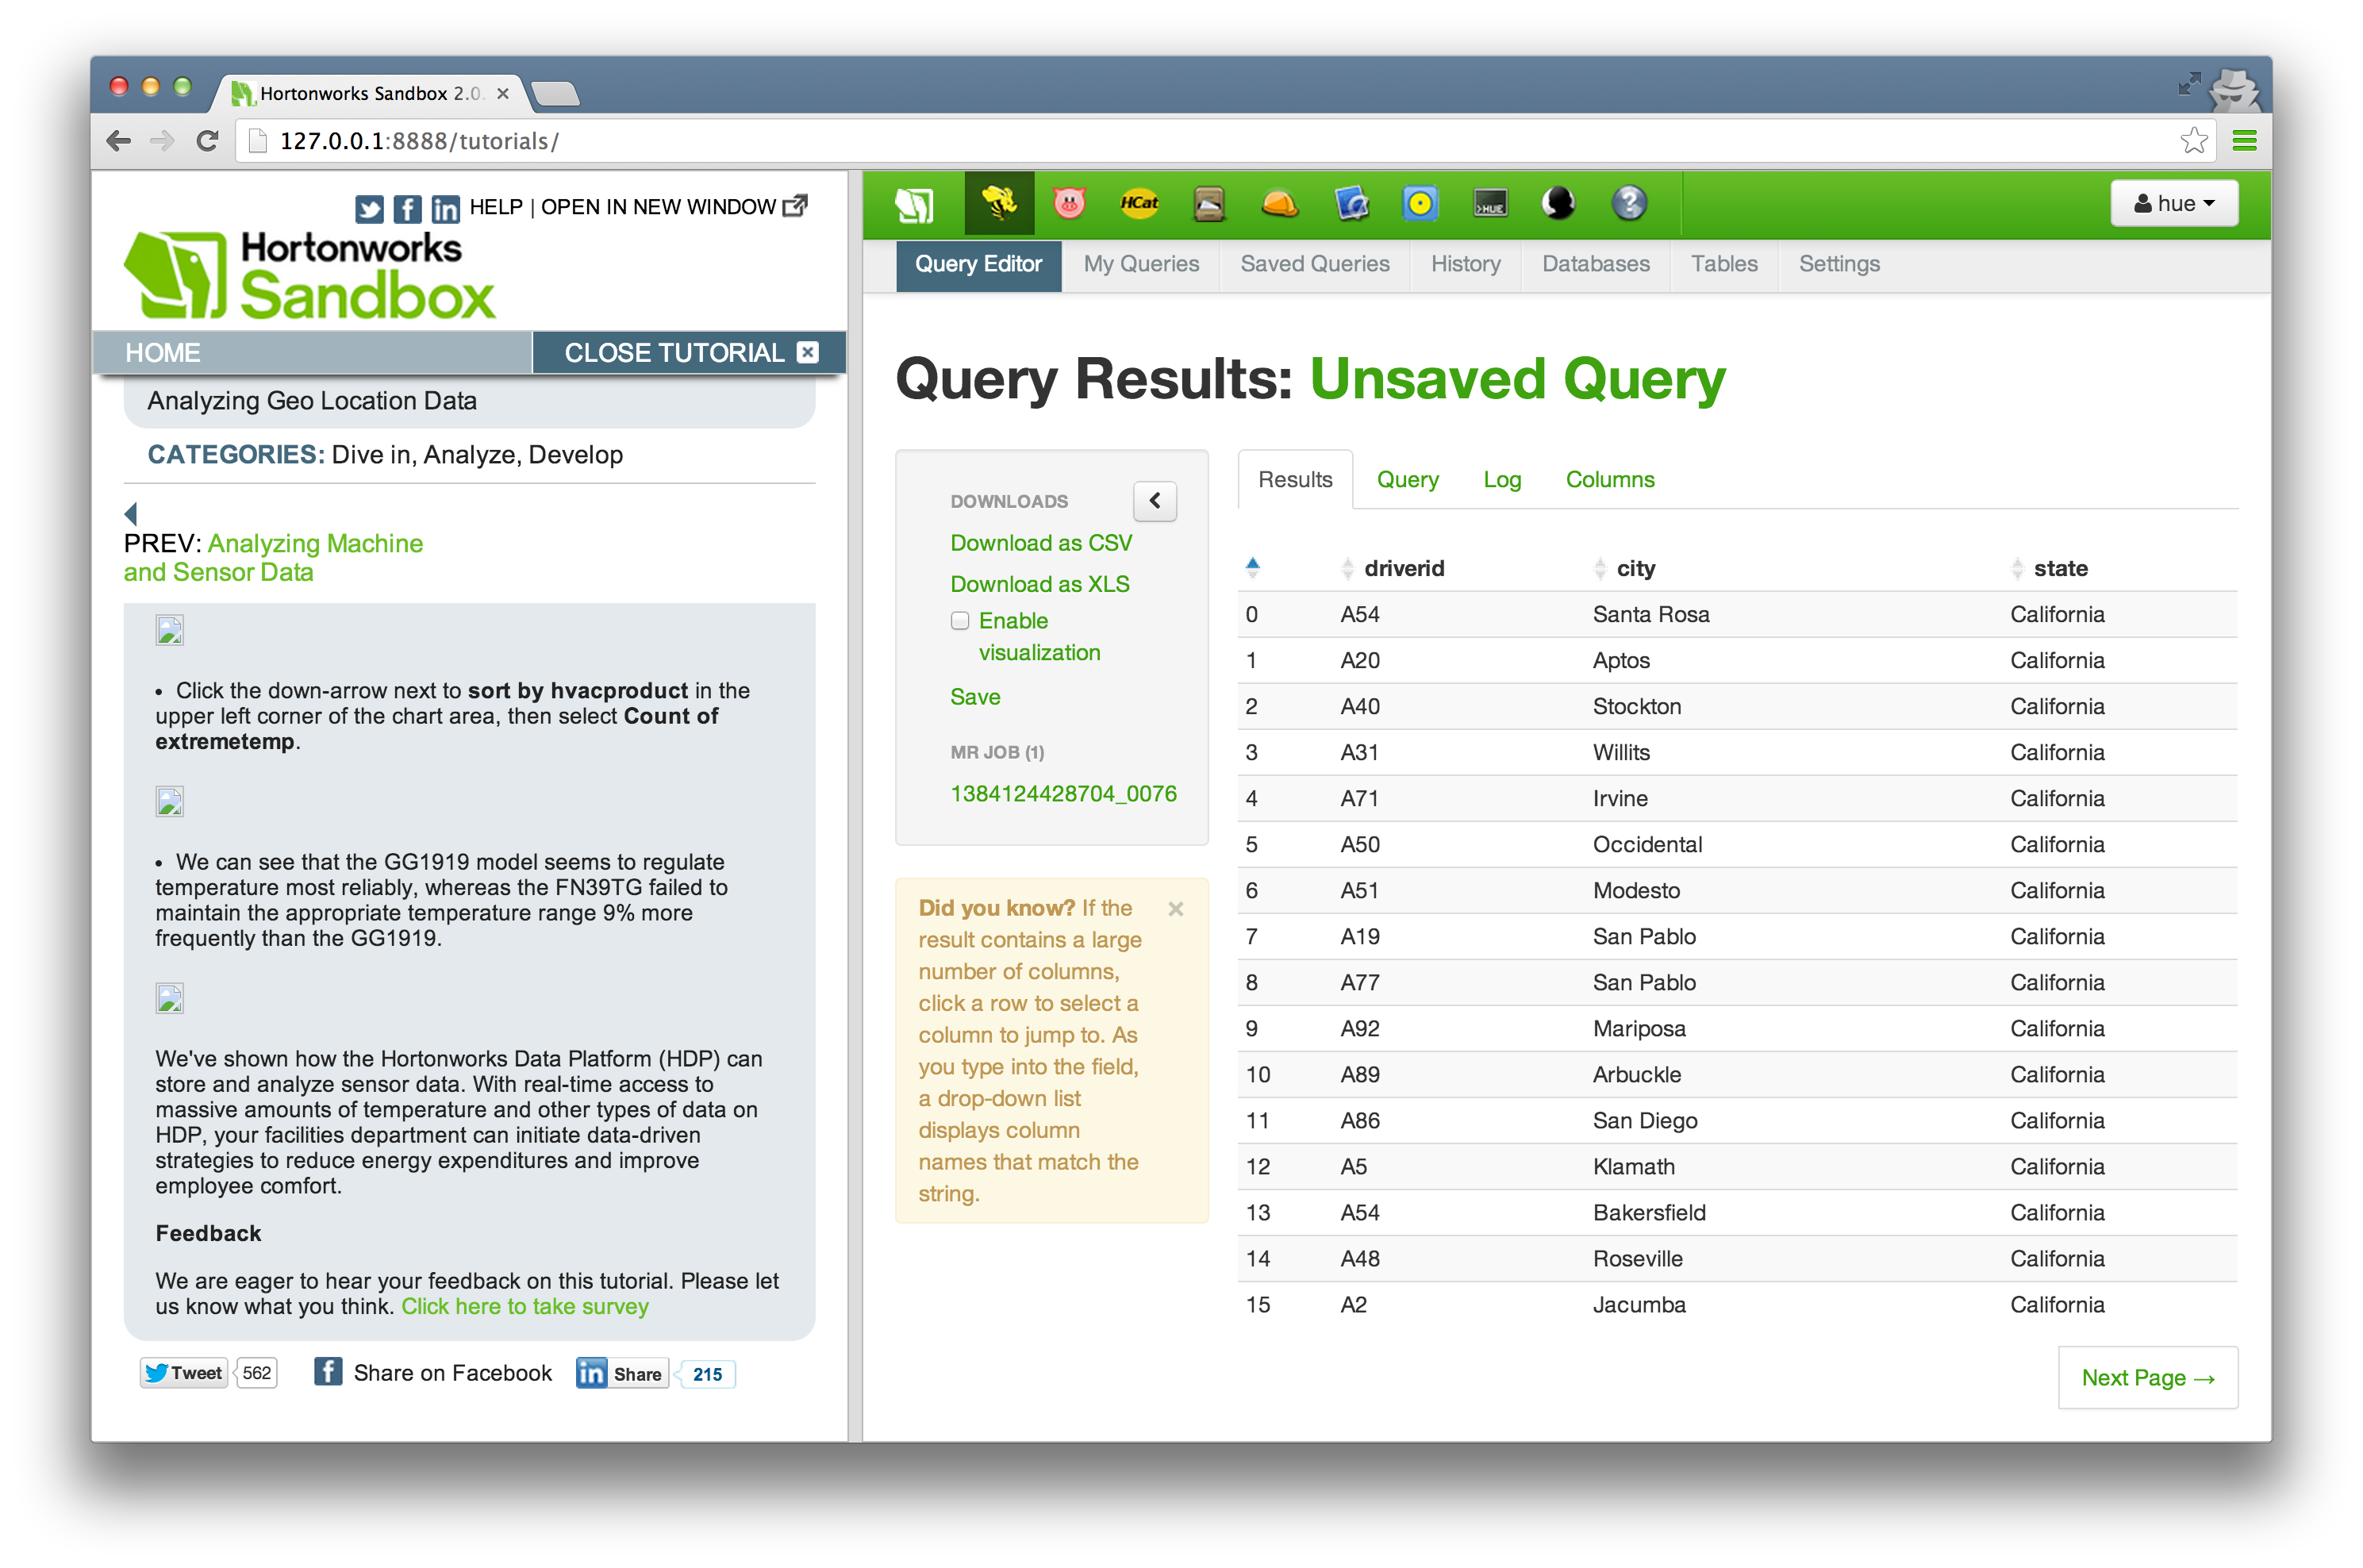 Hortonworks Sandbox 2.0.
127.0.0.1:8888/tutorials/
HELP | OPEN IN NEW WINDOW
Hortonworks
Sandbox
HOME
CLOSE TUTORIAL
Analyzing Geo Location Data
CATEGORIES: Dive in, Analyze, Develop
PREV: Analyzing Machine
and Sensor Data
• Click the down-arrow next to sort by hvacproduct in the
upper left corner of the chart area, then select Count of
extremetemp.
• We can see that the GG1919 model seems to regulate
temperature most reliably, whereas the FN39TG failed to
maintain the appropriate temperature range 9% more
frequently than the GG1919.
We've shown how the Hortonworks Data Platform (HDP) can
store and analyze sensor data. With real-time access to
massive amounts of temperature and other types of data on
HDP, your facilities department can initiate data-driven
strategies to reduce energy expenditures and improve
employee comfort.
Feedback
We are eager to hear your feedback on this tutorial. Please let
us know what you think. Click here to take survey
Tweet 562 Share on Facebook Share 215
HCat
>HUE
hue
Query Editor My Queries Saved Queries History Databases Tables Settings
Query Results: Unsaved Query
DOWNLOADS
Download as CSV
Download as XLS
Enable
visualization
Save
MR JOB (1)
1384124428704_0076
Did you know? If the
result contains a large
number of columns,
click a row to select a
column to jump to. As
you type into the field,
a drop-down list
displays column
names that match the
string.
Results Query Log Columns
driverid city state
0 A54 Santa Rosa California
1 A20 Aptos California
2 A40 Stockton California
3 A31 Willits California
4 A71 Irvine California
5 A50 Occidental California
6 A51 Modesto California
7 A19 San Pablo California
8 A77 San Pablo California
9 A92 Mariposa California
10 A89 Arbuckle California
11 A86 San Diego California
12 A5 Klamath California
13 A54 Bakersfield California
14 A48 Roseville California
15 A2 Jacumba California
Next Page →